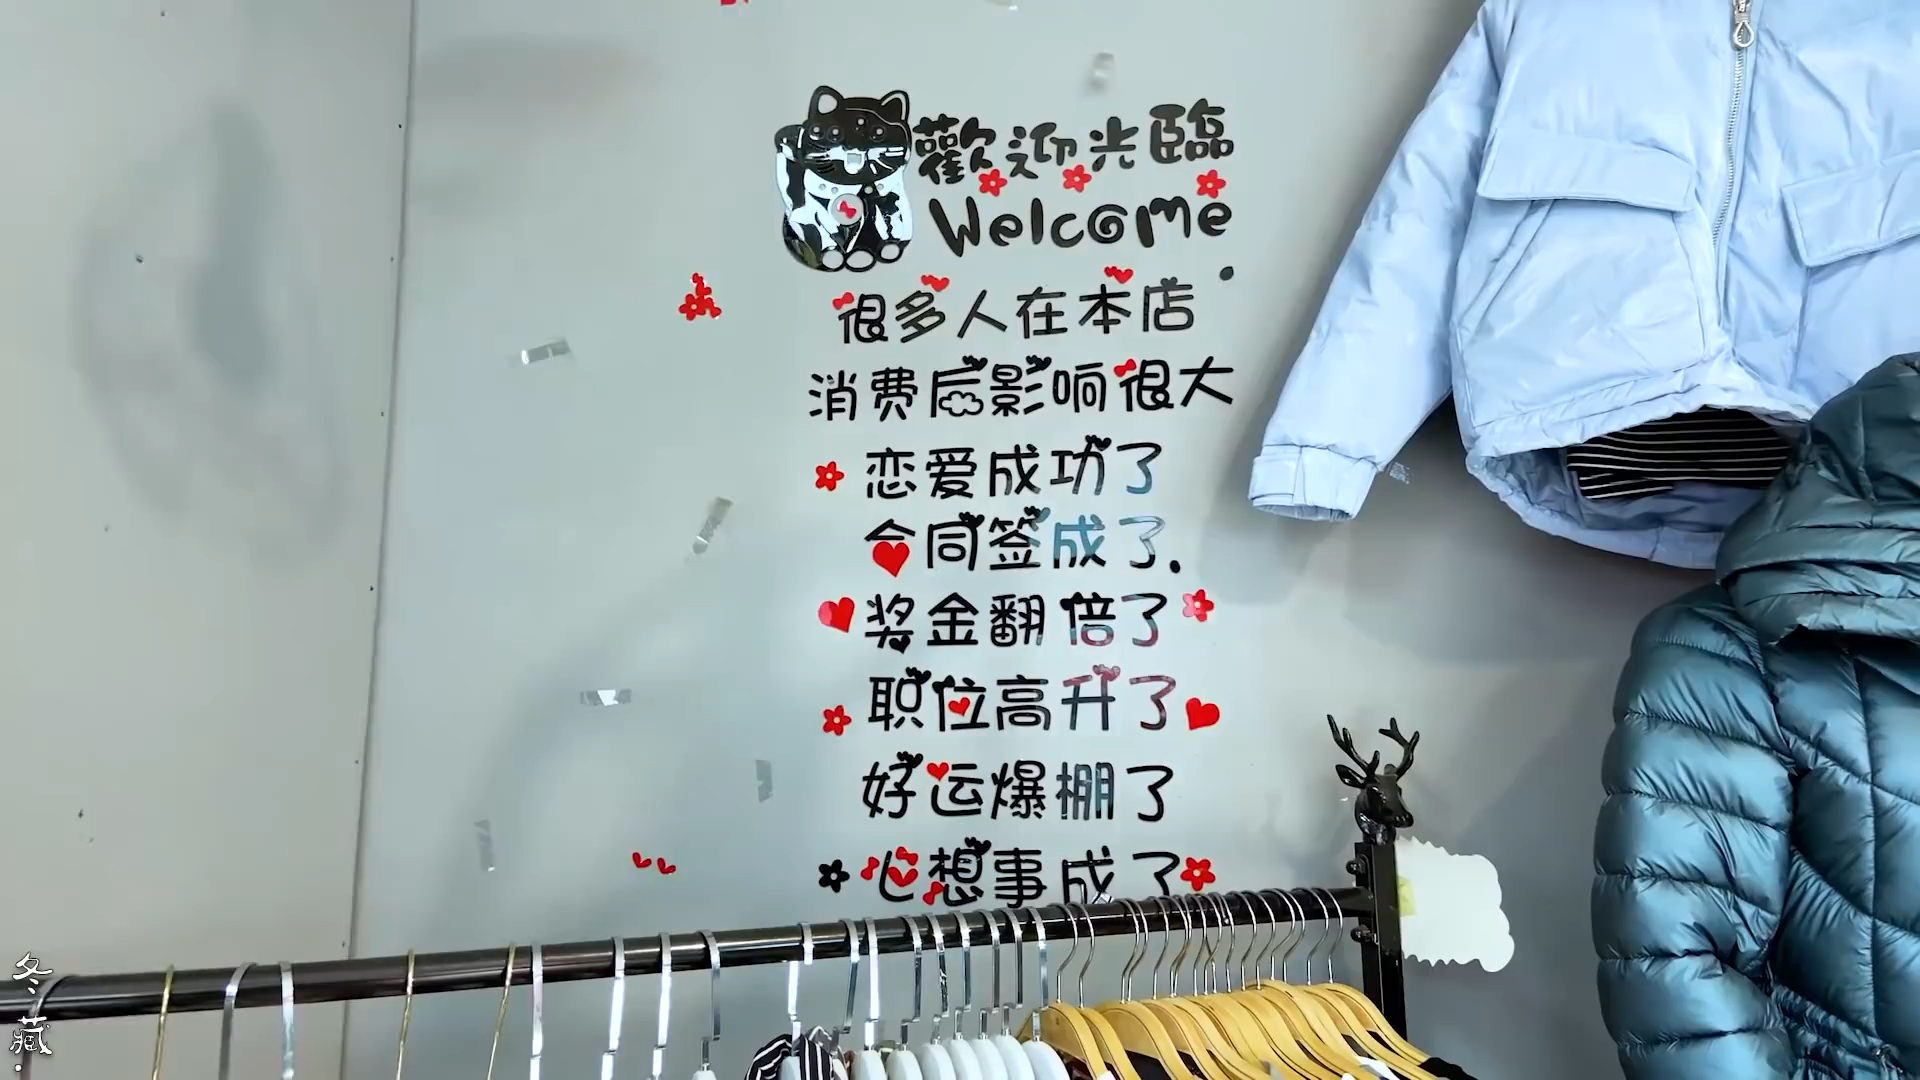 歡迎光臨
Welcome
很多人在本店
消费后影响很大
恋爱成功了
合同签成了
奖金翻倍了
职位高升了
好运爆棚了
心想事成了
冬藏